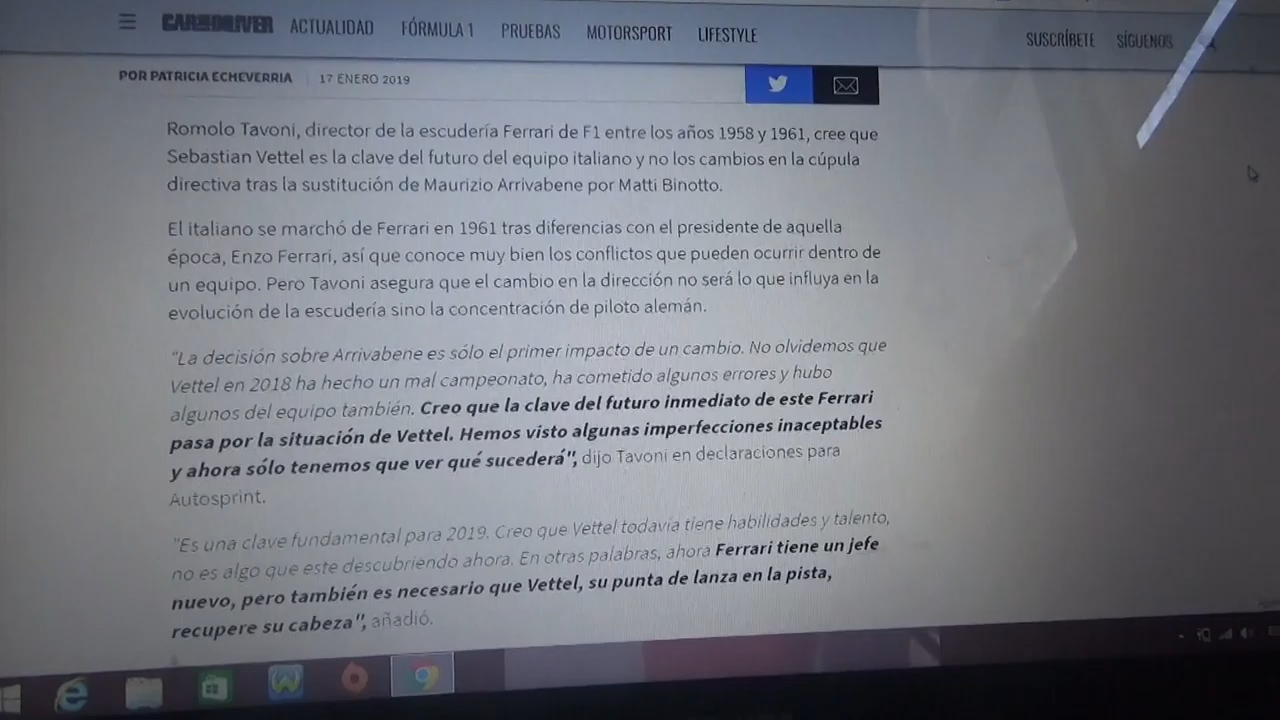 CAR AND DRIVER ACTUALIDAD FÓRMULA 1 PRUEBAS MOTORSPORT LIFESTYLE SUSCRÍBETE SÍGUENOS
POR PATRICIA ECHEVERRIA 17 ENERO 2019
Romolo Tavoni, director de la escudería Ferrari de F1 entre los años 1958 y 1961, cree que
Sebastian Vettel es la clave del futuro del equipo italiano y no los cambios en la cúpula
directiva tras la sustitución de Maurizio Arrivabene por Matti Binotto.
El italiano se marchó de Ferrari en 1961 tras diferencias con el presidente de aquella
época, Enzo Ferrari, así que conoce muy bien los conflictos que pueden ocurrir dentro de
un equipo. Pero Tavoni asegura que el cambio en la dirección no será lo que influya en la
evolución de la escudería sino la concentración de piloto alemán.
"La decisión sobre Arrivabene es sólo el primer impacto de un cambio. No olvidemos que
Vettel en 2018 ha hecho un mal campeonato, ha cometido algunos errores y hubo
algunos del equipo también. Creo que la clave del futuro inmediato de este Ferrari
pasa por la situación de Vettel. Hemos visto algunas imperfecciones inaceptables
y ahora sólo tenemos que ver qué sucederá", dijo Tavoni en declaraciones para
Autosprint.
"Es una clave fundamental para 2019. Creo que Vettel todavía tiene habilidades y talento,
no es algo que este descubriendo ahora. En otras palabras, ahora Ferrari tiene un jefe
nuevo, pero también es necesario que Vettel, su punta de lanza en la pista,
recupere su cabeza", añadió.